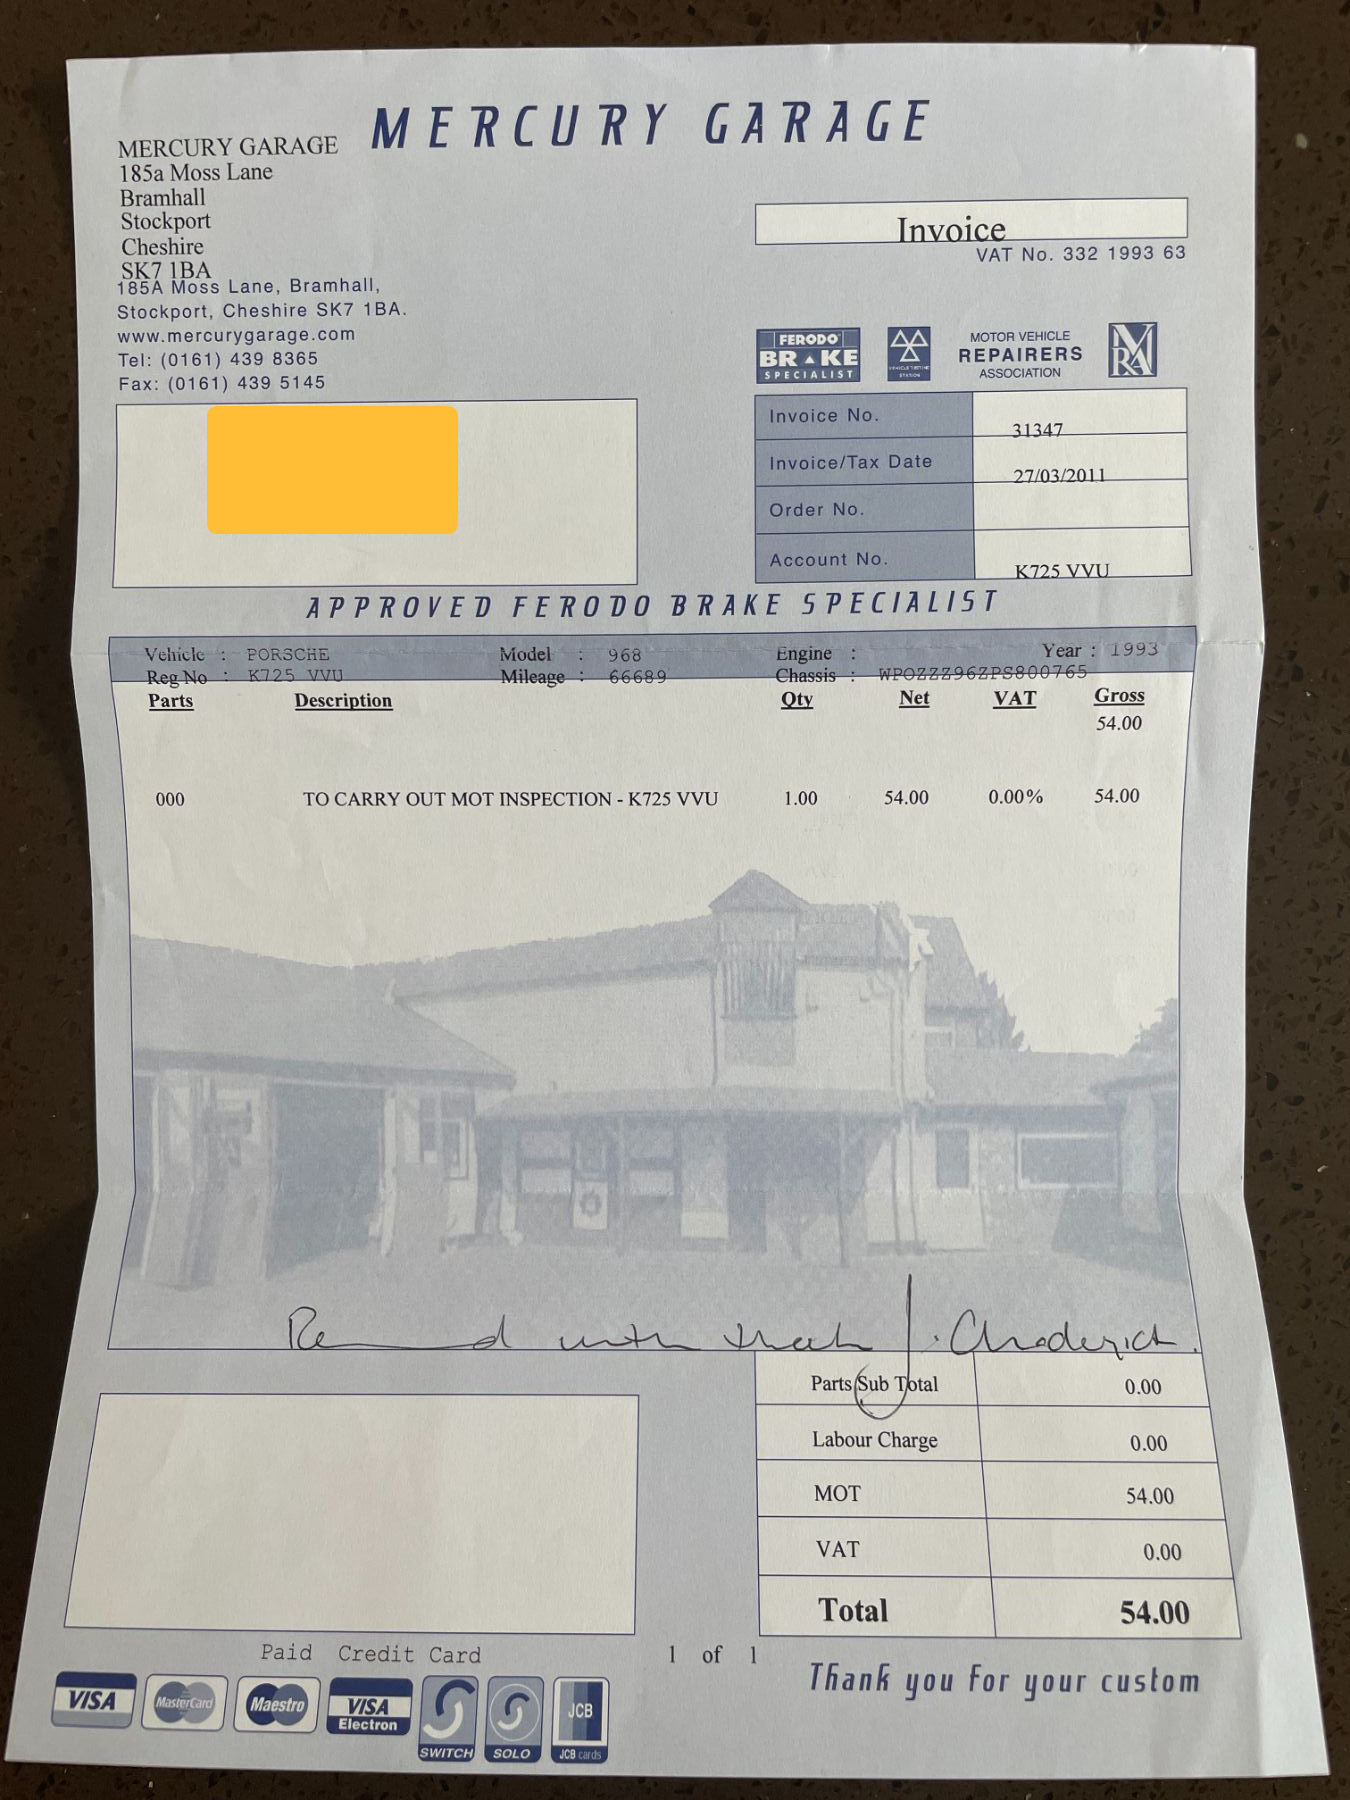 MERCURY GARAGE
MERCURY GARAGE
185a Moss Lane
Bramhall
Stockport
Cheshire
SK7 1BA
185A Moss Lane, Bramhall,
Stockport, Cheshire SK7 1BA.
www.mercurygarage.com
Tel: (0161) 439 8365
Fax: (0161) 439 5145
Invoice
VAT No. 332 1993 63
FERODO
BRAKE
SPECIALIST
VEHICLE TESTING
STATION
MOTOR VEHICLE
REPAIRERS
ASSOCIATION
MVRA
Invoice No. 31347
Invoice/Tax Date 27/03/2011
Order No.
Account No. K725 VVU
APPROVED FERODO BRAKE SPECIALIST
Vehicle : PORSCHE Model : 968 Engine : Year : 1993
Reg No : K725 VVU Mileage : 66689 Chassis : WPOZZZ96ZPS800765
Parts Description Qty Net VAT Gross
54.00
000 TO CARRY OUT MOT INSPECTION - K725 VVU 1.00 54.00 0.00% 54.00
with
Parts Sub Total 0.00
Labour Charge 0.00
MOT 54.00
VAT 0.00
Total 54.00
Paid Credit Card
1 of 1
Thank you for your custom
VISA
MasterCard
Maestro
VISA
Electron
SWITCH
SOLO
JCB
JCB cards